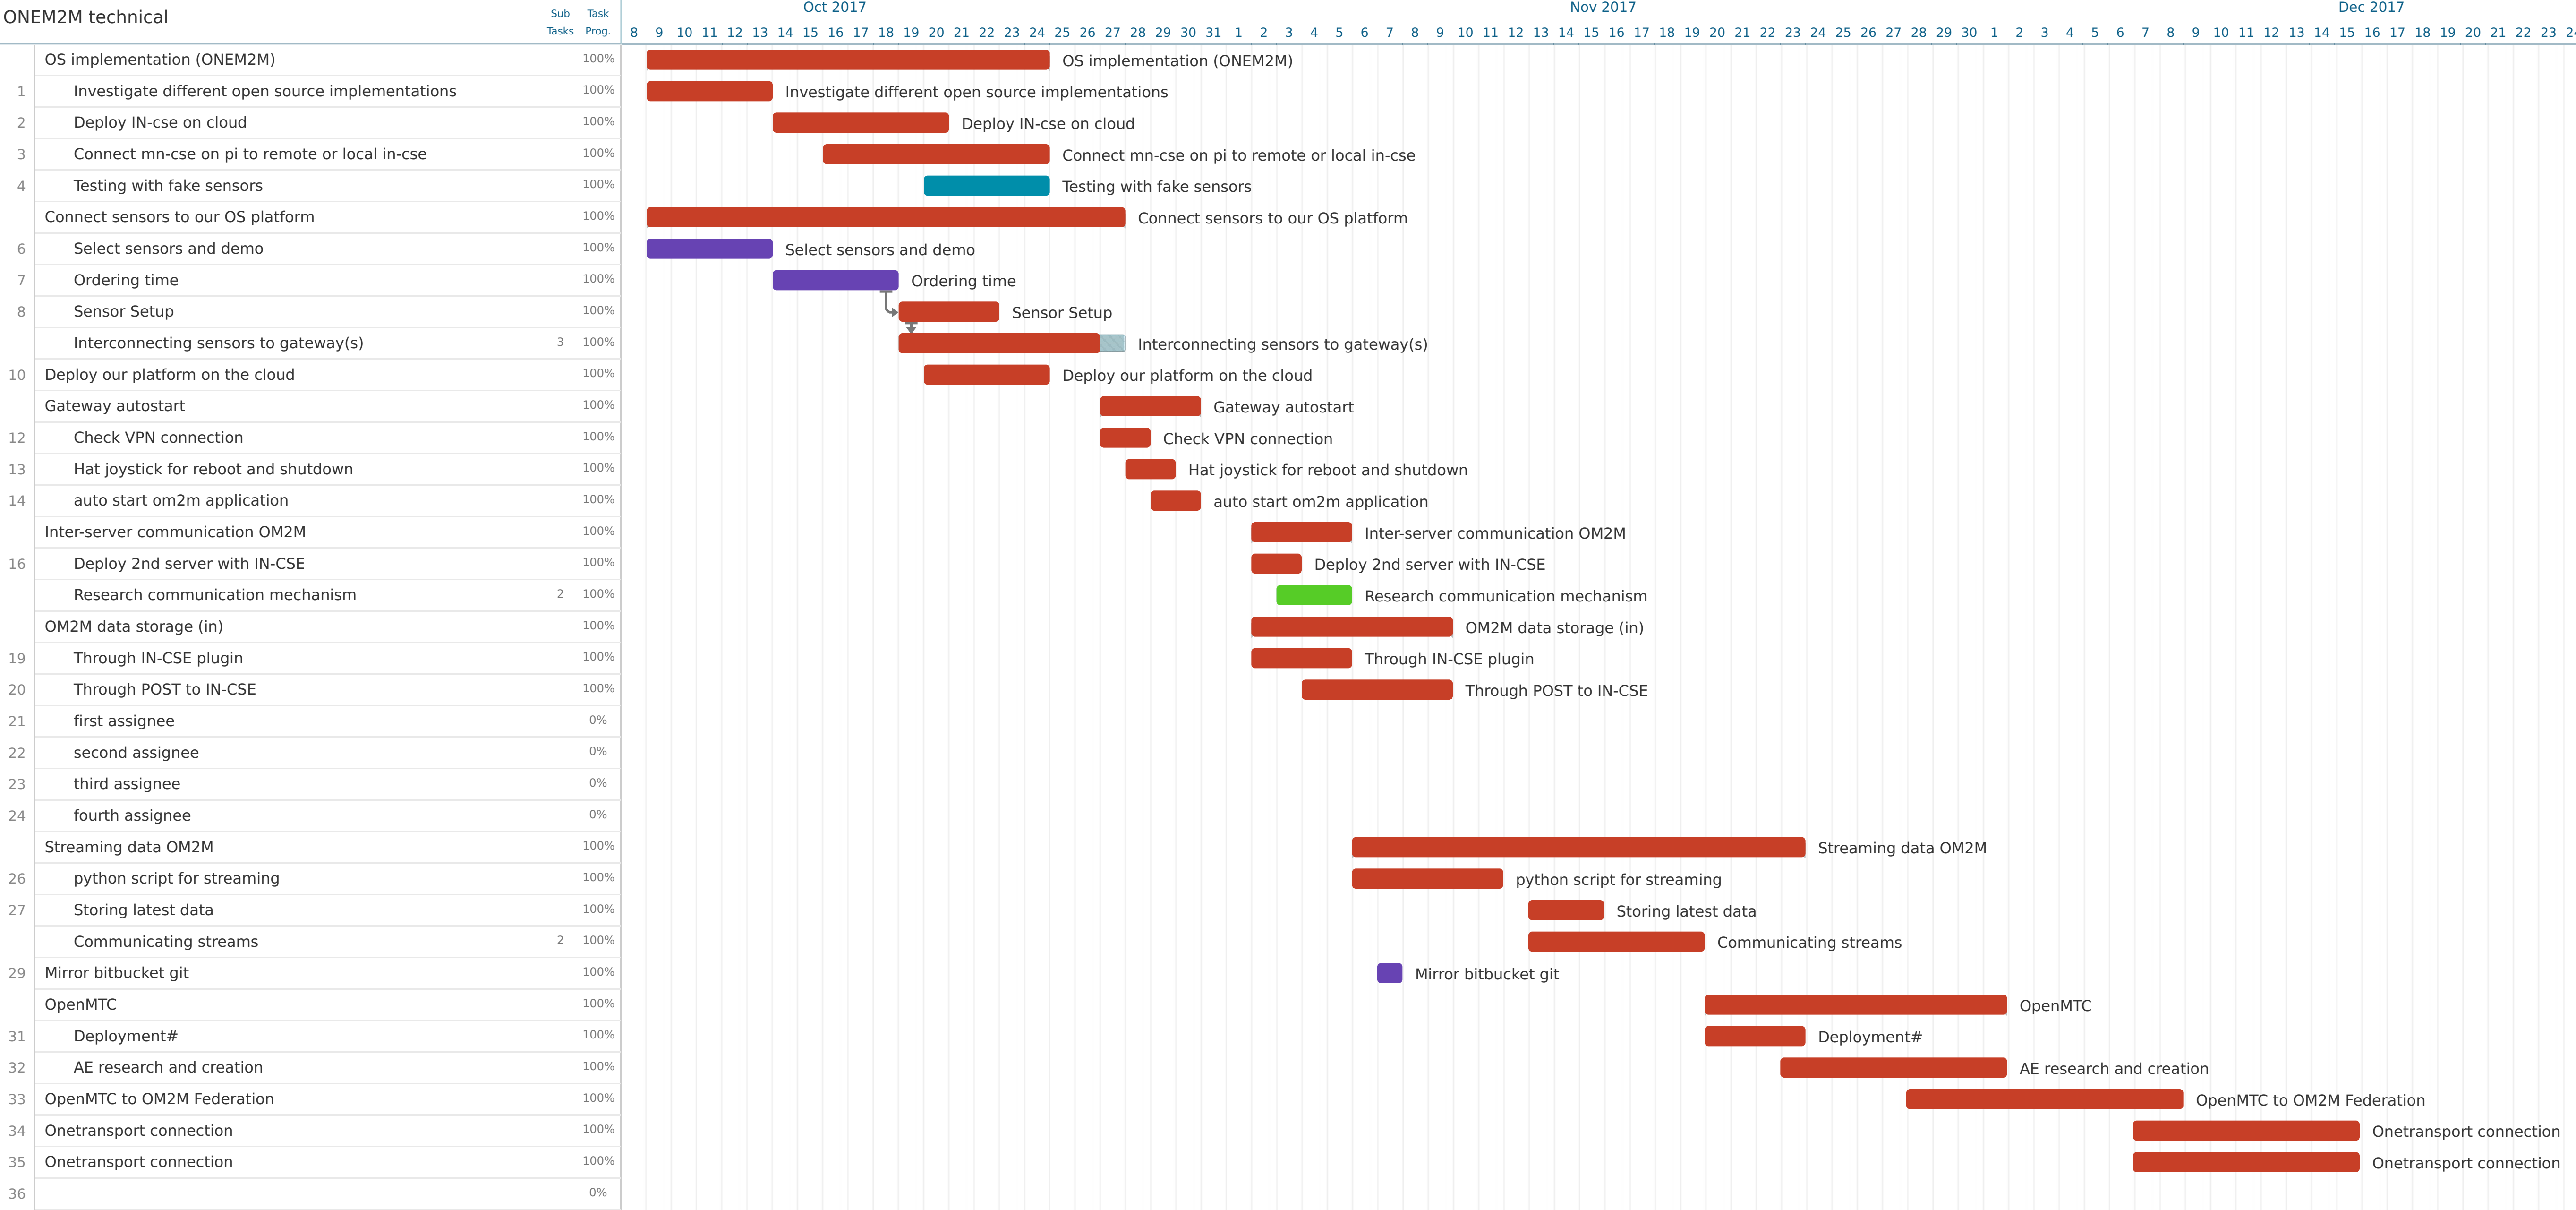 ONEM2M technical Sub Tasks Task Prog.
Oct 2017 Nov 2017 Dec 2017
8 9 10 11 12 13 14 15 16 17 18 19 20 21 22 23 24 25 26 27 28 29 30 31 1 2 3 4 5 6 7 8 9 10 11 12 13 14 15 16 17 18 19 20 21 22 23 24 25 26 27 28 29 30 1 2 3 4 5 6 7 8 9 10 11 12 13 14 15 16 17 18 19 20 21 22 23
OS implementation (ONEM2M) 100% OS implementation (ONEM2M)
1 Investigate different open source implementations 100% Investigate different open source implementations
2 Deploy IN-cse on cloud 100% Deploy IN-cse on cloud
3 Connect mn-cse on pi to remote or local in-cse 100% Connect mn-cse on pi to remote or local in-cse
4 Testing with fake sensors 100% Testing with fake sensors
Connect sensors to our OS platform 100% Connect sensors to our OS platform
6 Select sensors and demo 100% Select sensors and demo
7 Ordering time 100% Ordering time
8 Sensor Setup 100% Sensor Setup
Interconnecting sensors to gateway(s) 3 100% Interconnecting sensors to gateway(s)
10 Deploy our platform on the cloud 100% Deploy our platform on the cloud
Gateway autostart 100% Gateway autostart
12 Check VPN connection 100% Check VPN connection
13 Hat joystick for reboot and shutdown 100% Hat joystick for reboot and shutdown
14 auto start om2m application 100% auto start om2m application
Inter-server communication OM2M 100% Inter-server communication OM2M
16 Deploy 2nd server with IN-CSE 100% Deploy 2nd server with IN-CSE
Research communication mechanism 2 100% Research communication mechanism
OM2M data storage (in) 100% OM2M data storage (in)
19 Through IN-CSE plugin 100% Through IN-CSE plugin
20 Through POST to IN-CSE 100% Through POST to IN-CSE
21 first assignee 0%
22 second assignee 0%
23 third assignee 0%
24 fourth assignee 0%
Streaming data OM2M 100% Streaming data OM2M
26 python script for streaming 100% python script for streaming
27 Storing latest data 100% Storing latest data
Communicating streams 2 100% Communicating streams
29 Mirror bitbucket git 100% Mirror bitbucket git
OpenMTC 100% OpenMTC
31 Deployment# 100% Deployment#
32 AE research and creation 100% AE research and creation
33 OpenMTC to OM2M Federation 100% OpenMTC to OM2M Federation
34 Onetransport connection 100% Onetransport connection
35 Onetransport connection 100% Onetransport connection
36 0%